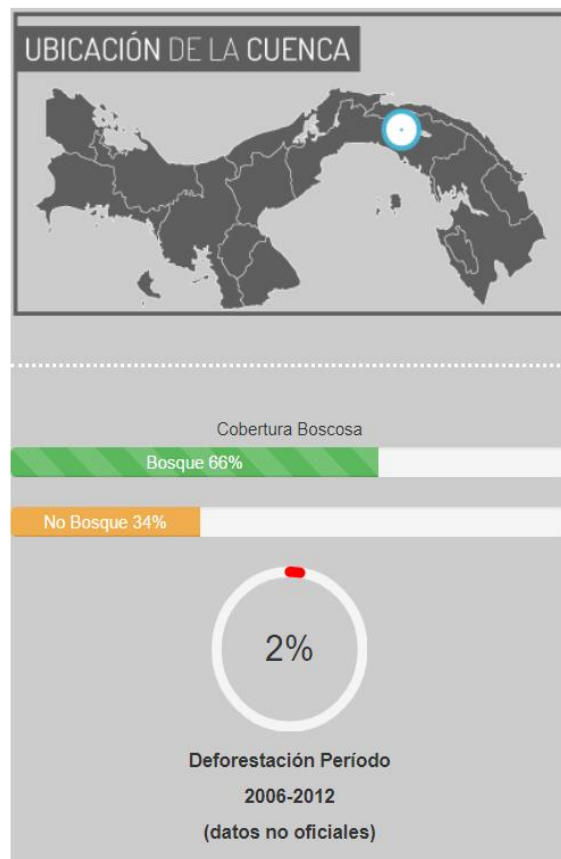 UBICACIÓN DE LA CUENCA
Cobertura Boscosa
Bosque 66%
No Bosque 34%
2%
Deforestación Período
2006-2012
(datos no oficiales)